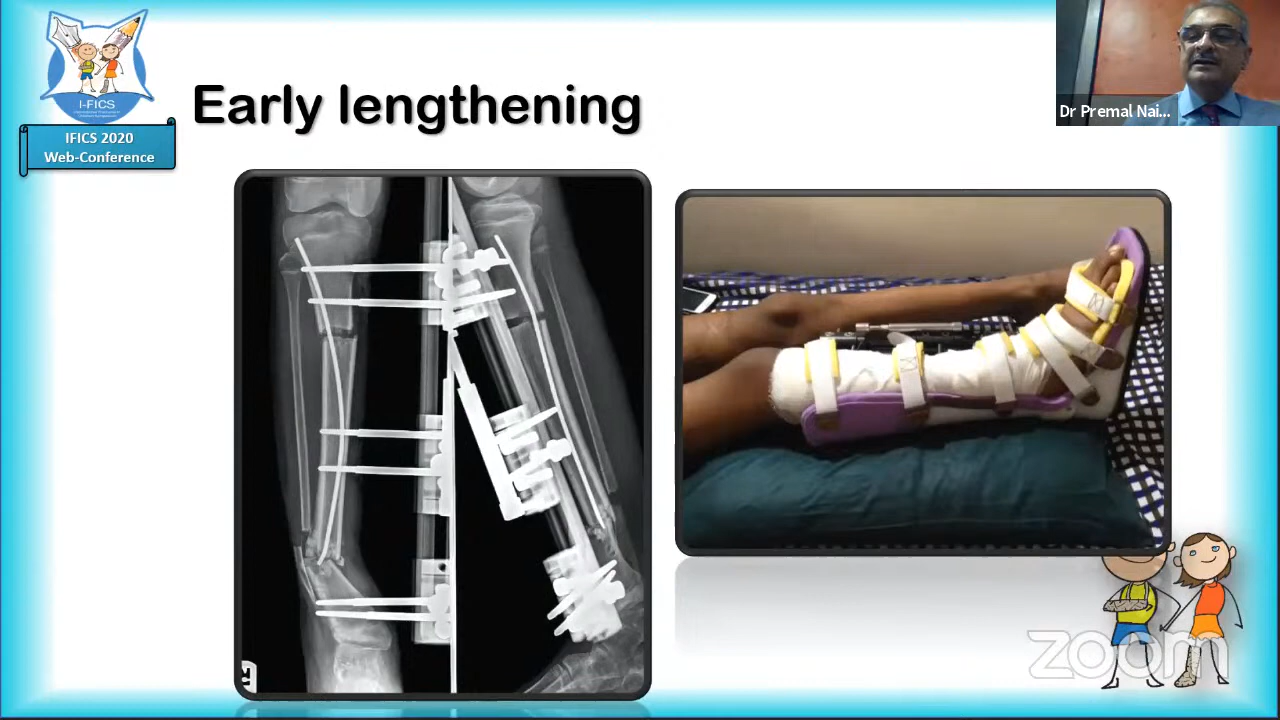 I-FICS
IFICS 2020
Web-Conference
Early lengthening
Dr Premal Nai...
zoom